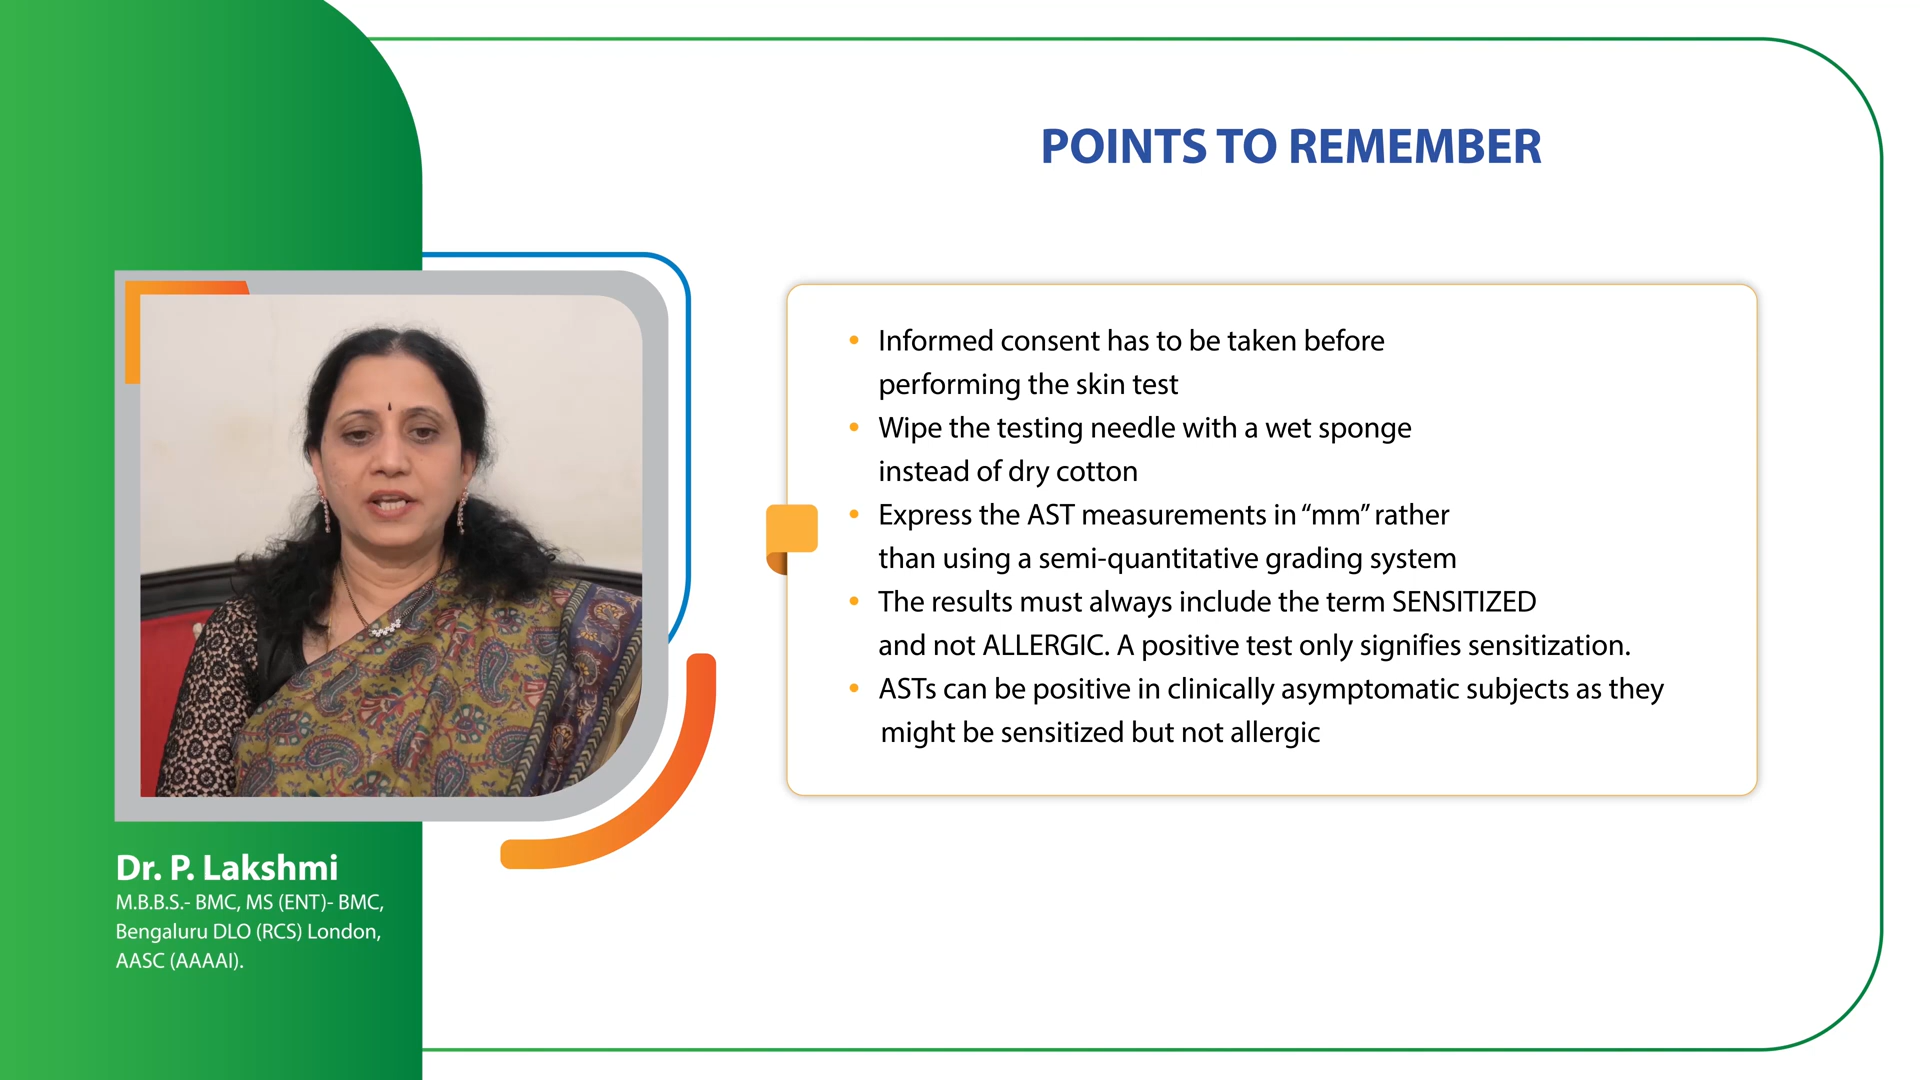 POINTS TO REMEMBER
• Informed consent has to be taken before
performing the skin test
• Wipe the testing needle with a wet sponge
instead of dry cotton
• Express the AST measurements in “mm” rather
than using a semi-quantitative grading system
• The results must always include the term SENSITIZED
and not ALLERGIC. A positive test only signifies sensitization.
• ASTs can be positive in clinically asymptomatic subjects as they
might be sensitized but not allergic
Dr. P. Lakshmi
M.B.B.S.- BMC, MS (ENT)- BMC,
Bengaluru DLO (RCS) London,
AASC (AAAAI).